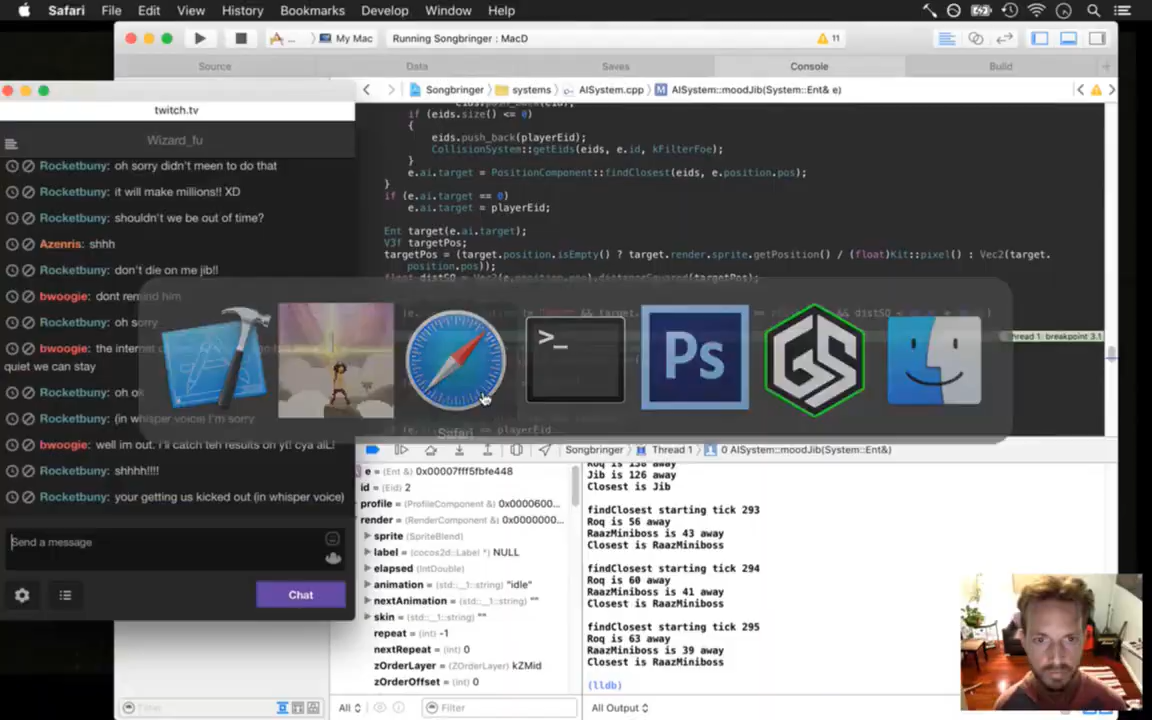 Safari File Edit View History Bookmarks Develop Window Help
My Mac
Running Songbringer : MacD
11
Source Data Saves Console Build
twitch.tv
Wizard_fu
Rocketbuny: oh sorry didn't meen to do that
Rocketbuny: it will make millions!! XD
Rocketbuny: shouldn't we be out of time?
Azenris: shhh
Rocketbuny: don't die on me jib!!
bwoogie: dont remind him
Rocketbuny: oh sorry
bwoogie: the internet
quiet we can stay
Rocketbuny: oh ok
Rocketbuny: (in whisper voice) I'm sorry
bwoogie: well im out. I'll catch teh results on yt! cya all!
Rocketbuny: shhhh!!!!
Rocketbuny: your getting us kicked out (in whisper voice)
Send a message
Chat
Songbringer systems AISystem.cpp AISystem::moodJib(System::Ent& e)
if (eids.size() <= 0)
{
eids.push_back(playerEid);
CollisionSystem::getEids(eids, e.id, kFilterFoe);
}
e.ai.target = PositionComponent::findClosest(eids, e.position.pos);
}
if (e.ai.target == 0)
e.ai.target = playerEid;
Ent target(e.ai.target);
V3f targetPos;
targetPos = (target.position.isEmpty() ? target.render.sprite.getPosition() / (float)Kit::pixel() : Vec2(target.
position.pos));
Thread 1: breakpoint 3.1
Ps
GS
Safari
Songbringer Thread 1 0 AISystem::moodJib(System::Ent&)
e = (Ent &) 0x00007fff5fbfe448
id = (Eid) 2
profile = (ProfileComponent &) 0x0000600...
render = (RenderComponent &) 0x0000000...
sprite (SpriteBlend)
label = (cocos2d::Label *) NULL
elapsed (IntDouble)
animation = (std::__1::string) "idle"
nextAnimation = (std::__1::string) ""
skin = (std::__1::string) ""
repeat = (int) -1
nextRepeat = (int) 0
zOrderLayer = (ZOrderLayer) kZMid
zOrderOffset = (int) 0
Jib is 126 away
Closest is Jib
findClosest starting tick 293
Roq is 56 away
RaazMiniboss is 43 away
Closest is RaazMiniboss
findClosest starting tick 294
Roq is 60 away
RaazMiniboss is 41 away
Closest is RaazMiniboss
findClosest starting tick 295
Roq is 63 away
RaazMiniboss is 39 away
Closest is RaazMiniboss
(lldb)
All
Filter
All Output